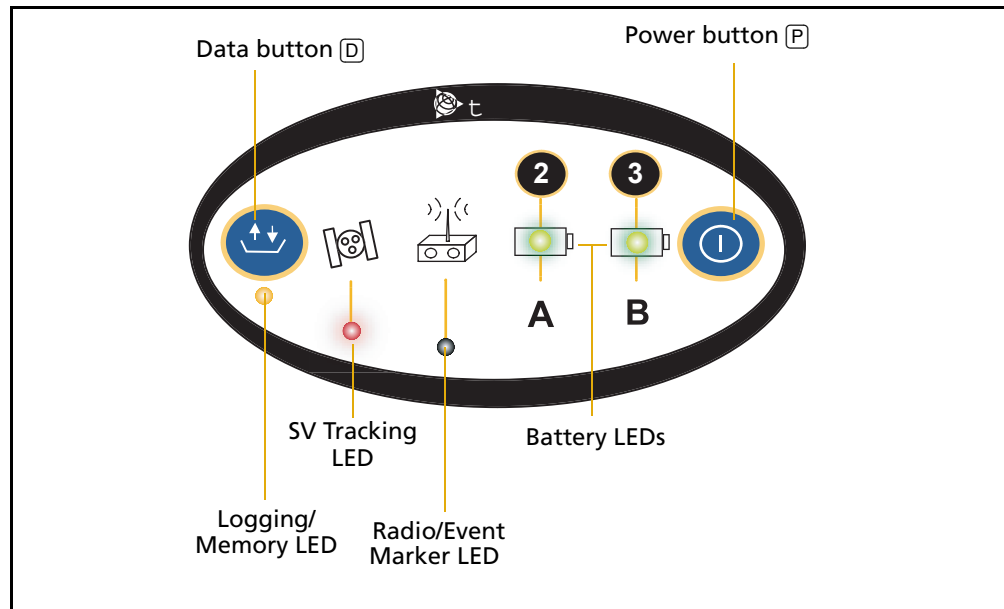 Data button D
Power button P
t
2
3
A
B
SV Tracking
LED
Battery LEDs
Logging/
Memory LED
Radio/Event
Marker LED